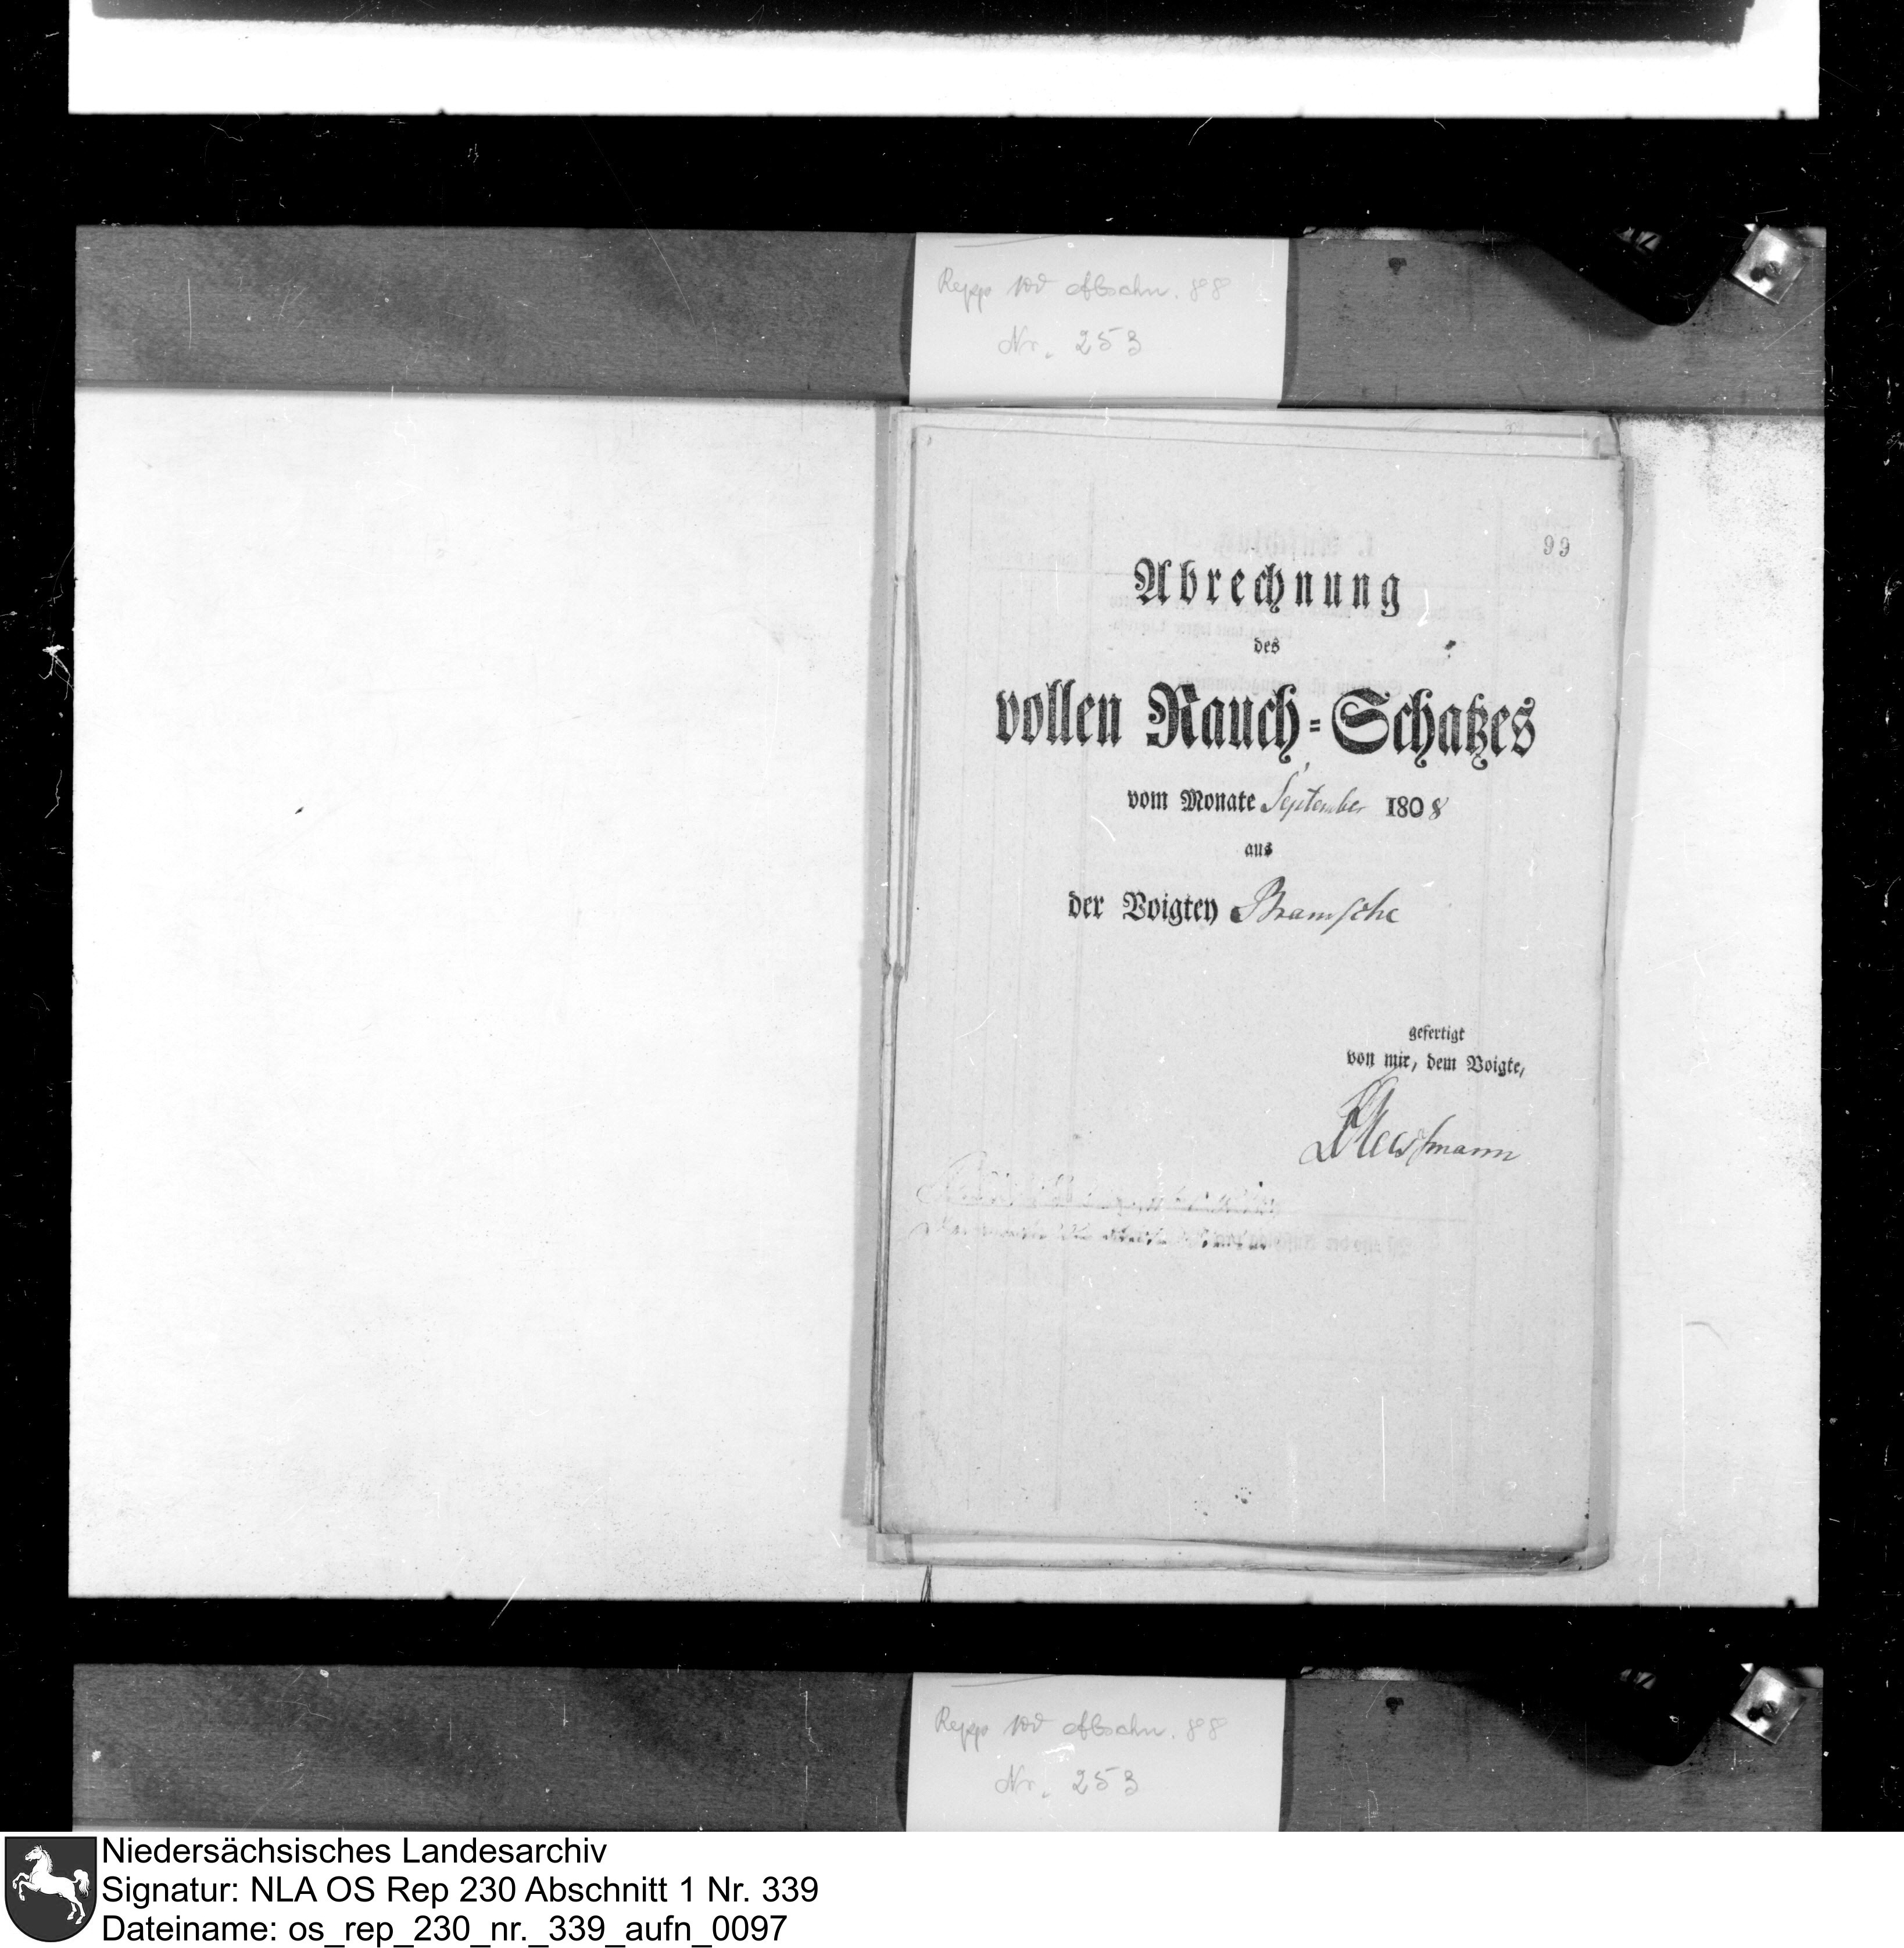 Repp 100 Abschn. 88
Nr. 253
99
Abrechnung
des
vollen Rauch=Schatzes
vom Monate September 1808
aus
der Voigtey Bramsche
gefertigt
von mir, dem Voigte,
Repp 100 Abschn. 88
Nr. 253
Niedersächsisches Landesarchiv
Signatur: NLA OS Rep 230 Abschnitt 1 Nr. 339
Dateiname: os_rep_230_nr._339_aufn_0097